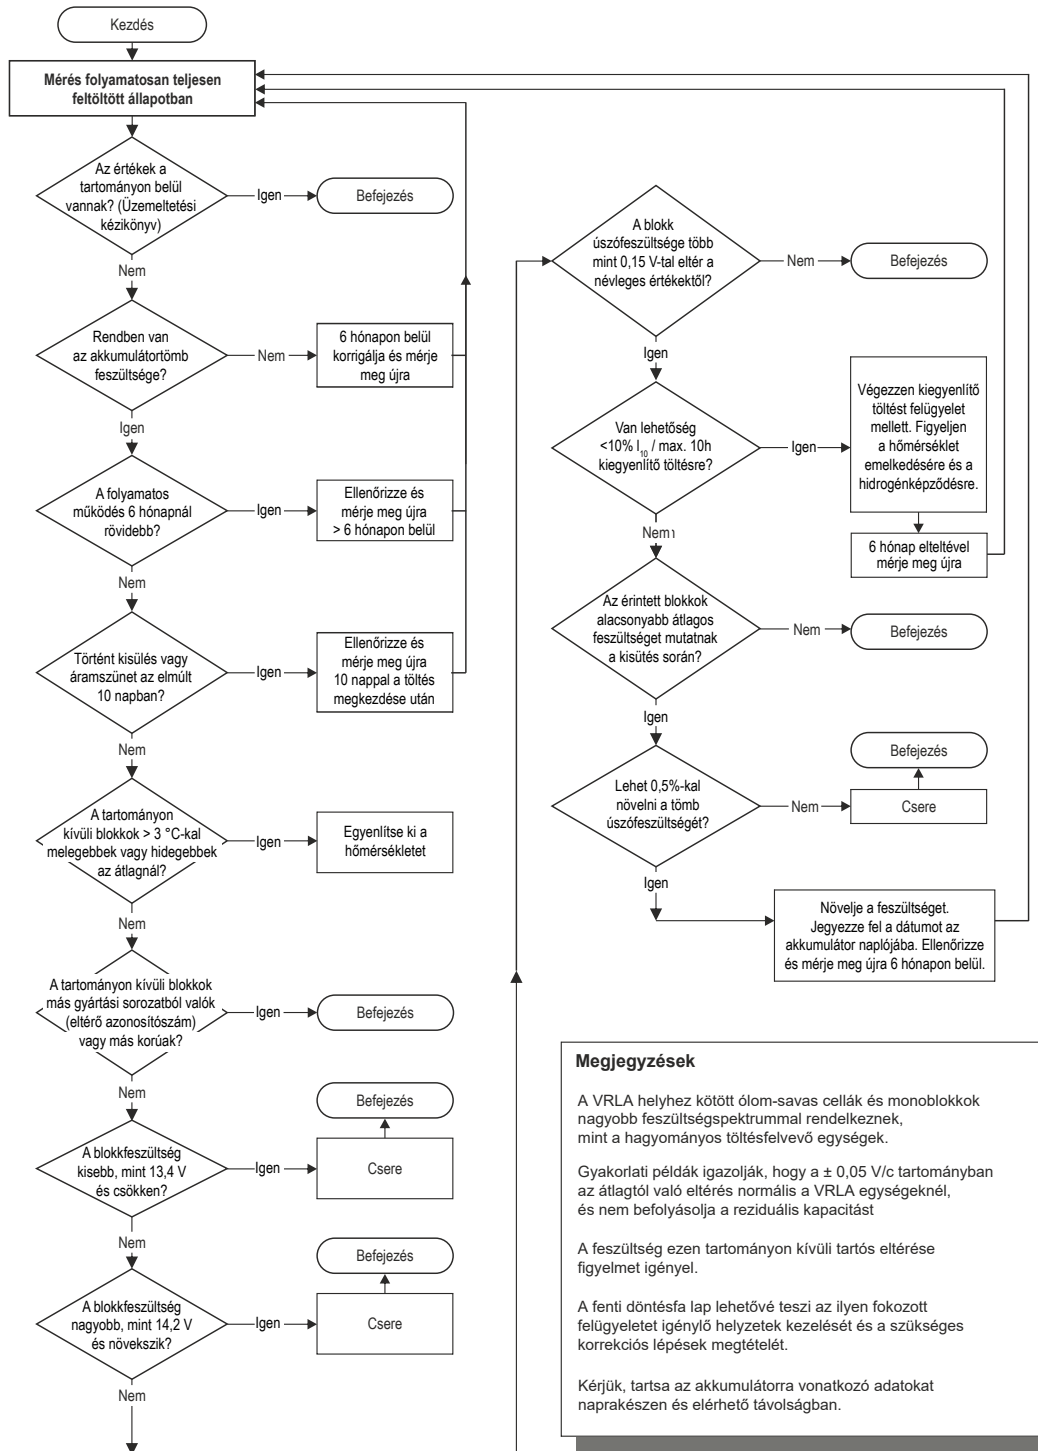 Kezdés
Mérés folyamatosan teljesen
feltöltött állapotban
Az értékek a
tartományon belül
vannak? (Üzemeltetési
kézikönyv)
Igen
Befejezés
Nem
Rendben van
az akkumulátortömb
feszültsége?
Nem
6 hónapon belül
korrigálja és mérje
meg újra
Igen
A folyamatos
működés 6 hónapnál
rövidebb?
Igen
Ellenőrizze és
mérje meg újra
> 6 hónapon belül
Nem
Történt kisülés vagy
áramszünet az elmúlt
10 napban?
Igen
Ellenőrizze és
mérje meg újra
10 nappal a töltés
megkezdése után
Nem
A tartományon
kívüli blokkok > 3 °C-kal
melegebbek vagy hidegebbek
az átlagnál?
Igen
Egyenlítse ki a
hőmérsékletet
Nem
A tartományon kívüli blokkok
más gyártási sorozatból valók
(eltérő azonosítószám)
vagy más korúak?
Igen
Befejezés
Nem
A blokkfeszültség
kisebb, mint 13,4 V
és csökken?
Igen
Csere
Befejezés
Nem
A blokkfeszültség
nagyobb, mint 14,2 V
és növekszik?
Igen
Csere
Befejezés
Nem
A blokk
úszófeszültsége több
mint 0,15 V-tal eltér a
névleges értékektől?
Nem
Befejezés
Igen
Van lehetőség
<10% I10 / max. 10h
kiegyenlítő töltésre?
Igen
Végezzen kiegyenlítő
töltést felügyelet
mellett. Figyeljen
a hőmérséklet
emelkedésére és a
hidrogénképződésre.
6 hónap elteltével
mérje meg újra
Nem1
Az érintett blokkok
alacsonyabb átlagos
feszültséget mutatnak
a kisütés során?
Nem
Befejezés
Igen
Lehet 0,5%-kal
növelni a tömb
úszófeszültségét?
Nem
Csere
Befejezés
Igen
Növelje a feszültséget.
Jegyezze fel a dátumot az
akkumulátor naplójába. Ellenőrizze
és mérje meg újra 6 hónapon belül.
Megjegyzések
A VRLA helyhez kötött ólom-savas cellák és monoblokkok
nagyobb feszültségspektrummal rendelkeznek,
mint a hagyományos töltésfelvevő egységek.
Gyakorlati példák igazolják, hogy a ± 0,05 V/c tartományban
az átlagtól való eltérés normális a VRLA egységeknél,
és nem befolyásolja a reziduális kapacitást
A feszültség ezen tartományon kívüli tartós eltérése
figyelmet igényel.
A fenti döntésfa lap lehetővé teszi az ilyen fokozott
felügyeletet igénylő helyzetek kezelését és a szükséges
korrekciós lépések megtételét.
Kérjük, tartsa az akkumulátorra vonatkozó adatokat
naprakészen és elérhető távolságban.